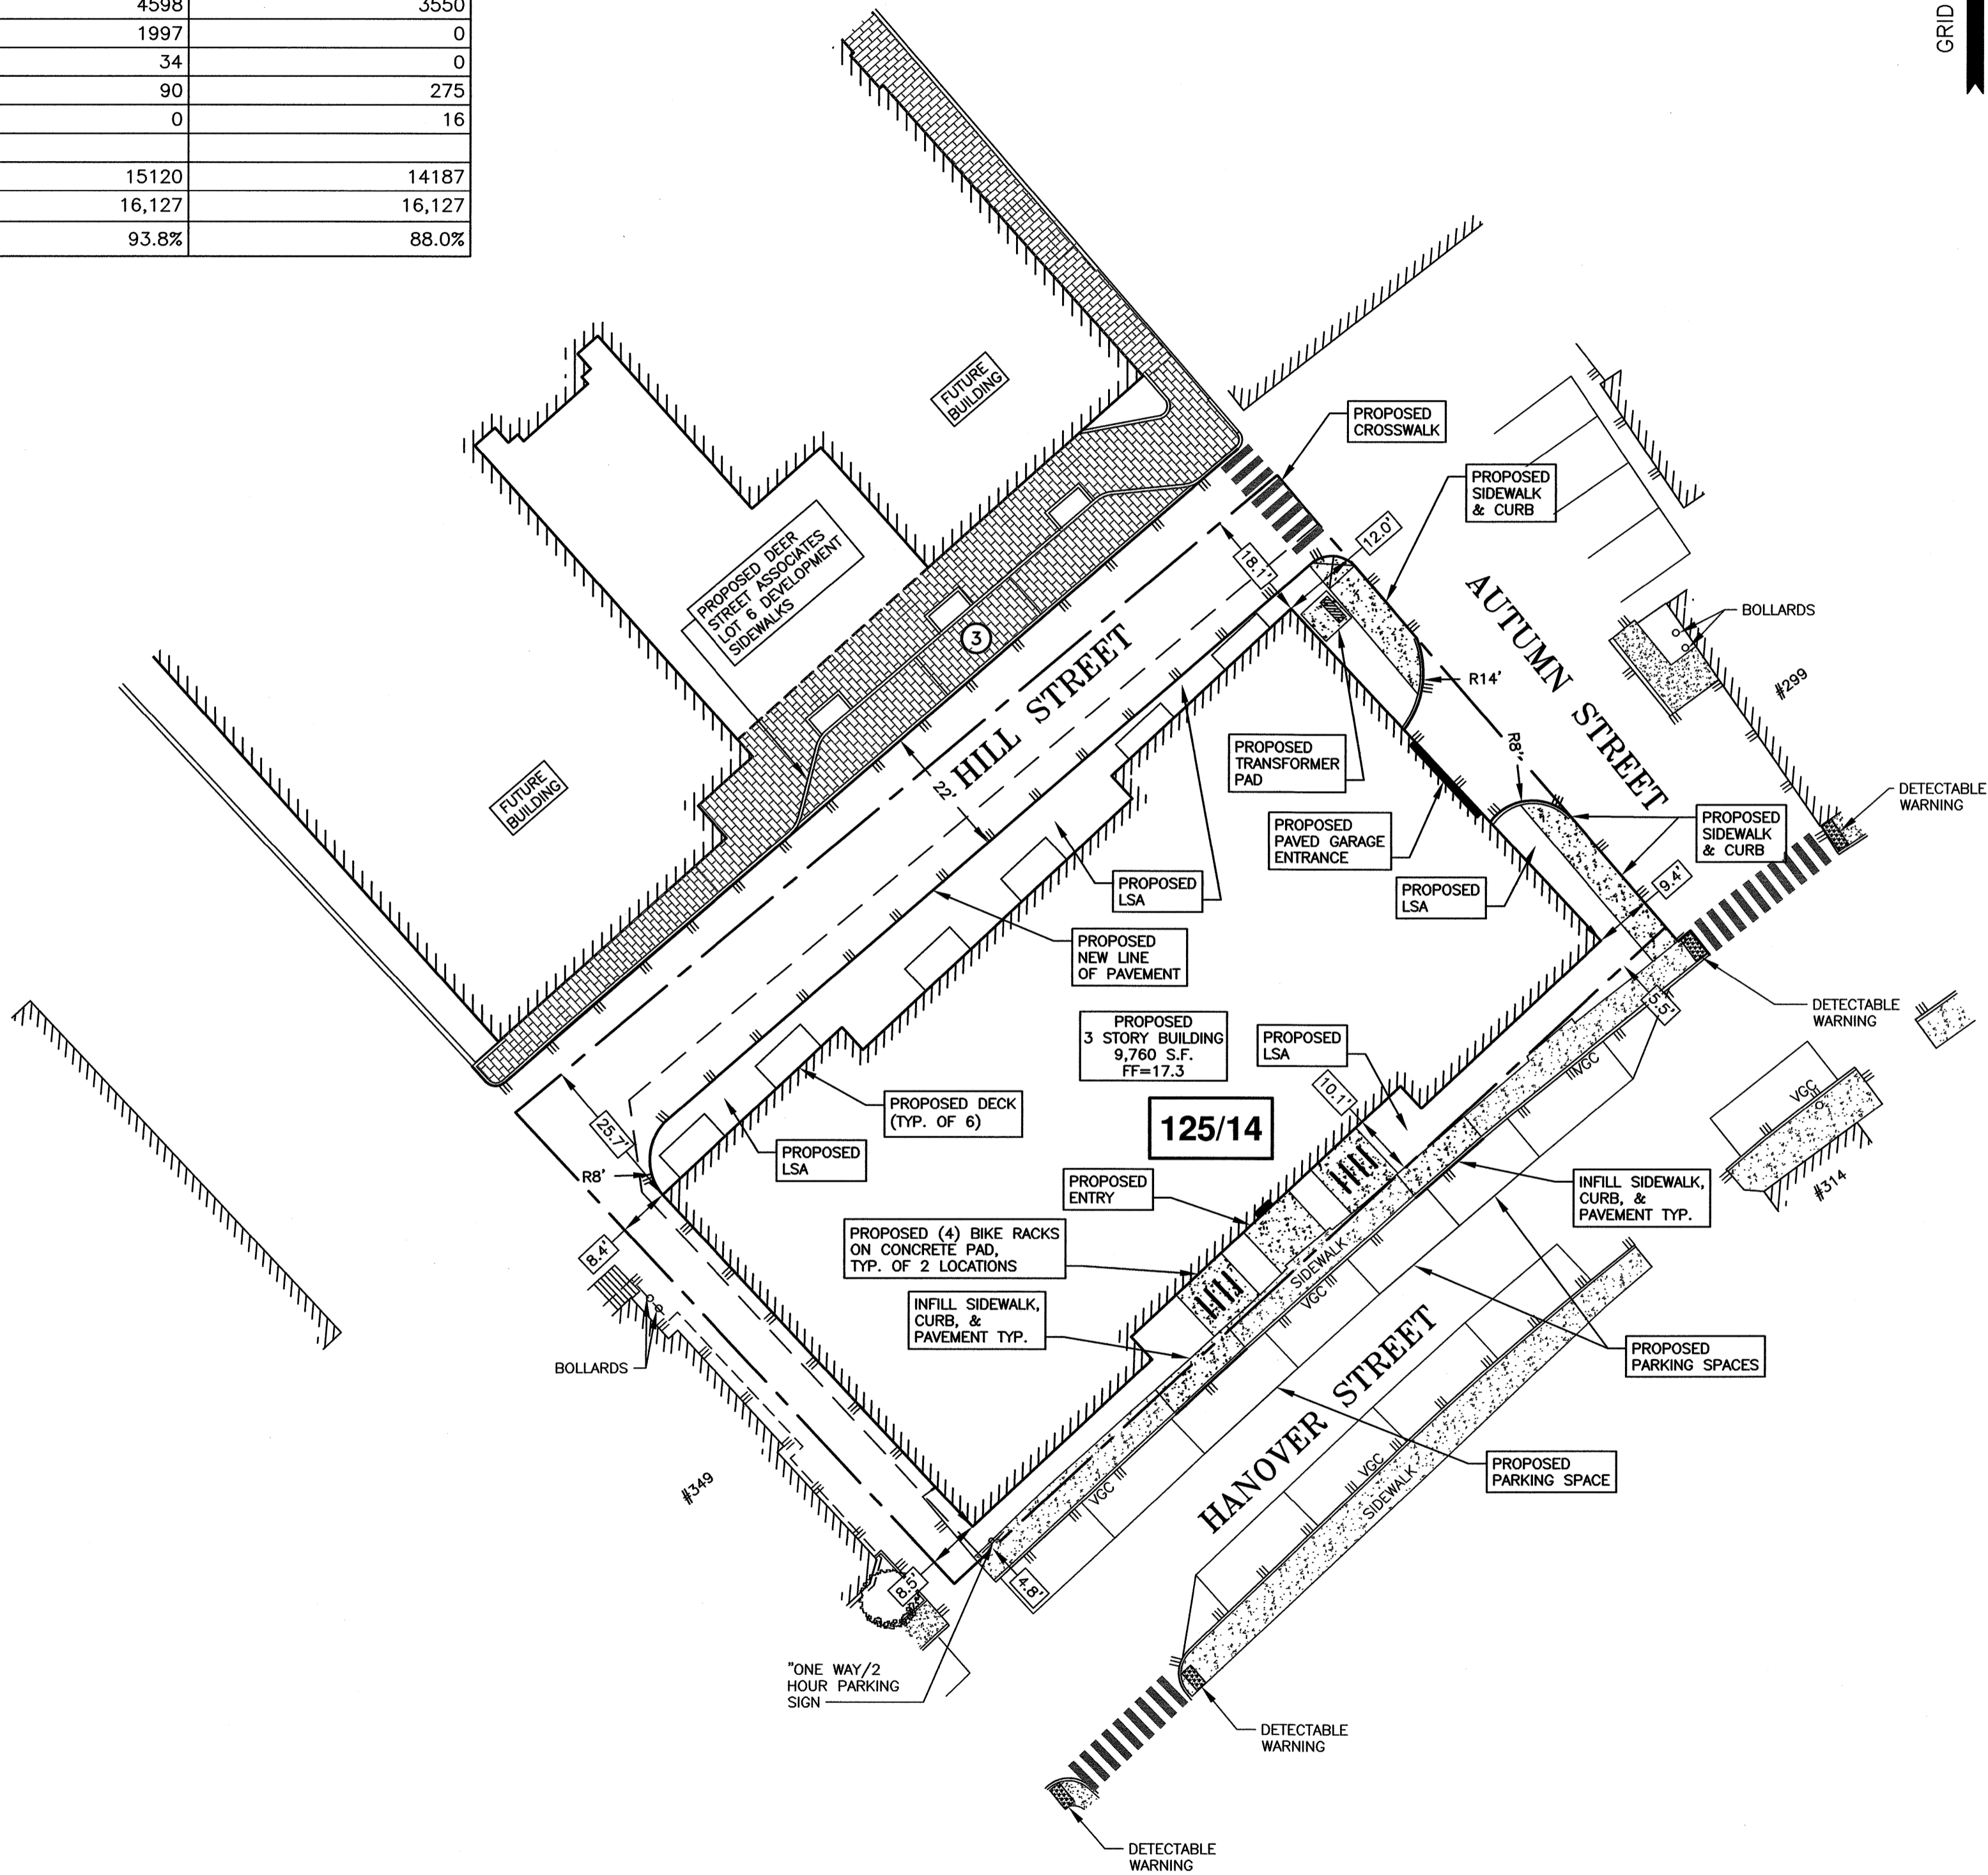 4598 3550
1997 0
34 0
90 275
0 16
15120 14187
16,127 16,127
93.8% 88.0%
GRID
FUTURE
BUILDING
PROPOSED
CROSSWALK
PROPOSED
SIDEWALK
& CURB
PROPOSED DEER
STREET ASSOCIATES
LOT 6 DEVELOPMENT
SIDEWALKS
3
18.1'
12.0'
AUTUMN STREET
BOLLARDS
#299
R14'
HILL STREET
22'
PROPOSED
TRANSFORMER
PAD
R8'
FUTURE
BUILDING
DETECTABLE
WARNING
PROPOSED
PAVED GARAGE
ENTRANCE
PROPOSED
SIDEWALK
& CURB
PROPOSED
LSA
PROPOSED
LSA
9.4'
PROPOSED
NEW LINE
OF PAVEMENT
5.5'
DETECTABLE
WARNING
PROPOSED
3 STORY BUILDING
9,760 S.F.
FF=17.3
PROPOSED
LSA
VGC
VGC
10.1'
PROPOSED DECK
(TYP. OF 6)
125/14
25.7'
PROPOSED
LSA
R8'
PROPOSED
ENTRY
INFILL SIDEWALK,
CURB, &
PAVEMENT TYP.
#314
8.4'
PROPOSED (4) BIKE RACKS
ON CONCRETE PAD,
TYP. OF 2 LOCATIONS
SIDEWALK
VGC
INFILL SIDEWALK,
CURB, &
PAVEMENT TYP.
BOLLARDS
PROPOSED
PARKING SPACES
HANOVER STREET
#349
VGC
VGC
SIDEWALK
PROPOSED
PARKING SPACE
8.5'
4.8'
"ONE WAY/2
HOUR PARKING
SIGN
DETECTABLE
WARNING
DETECTABLE
WARNING